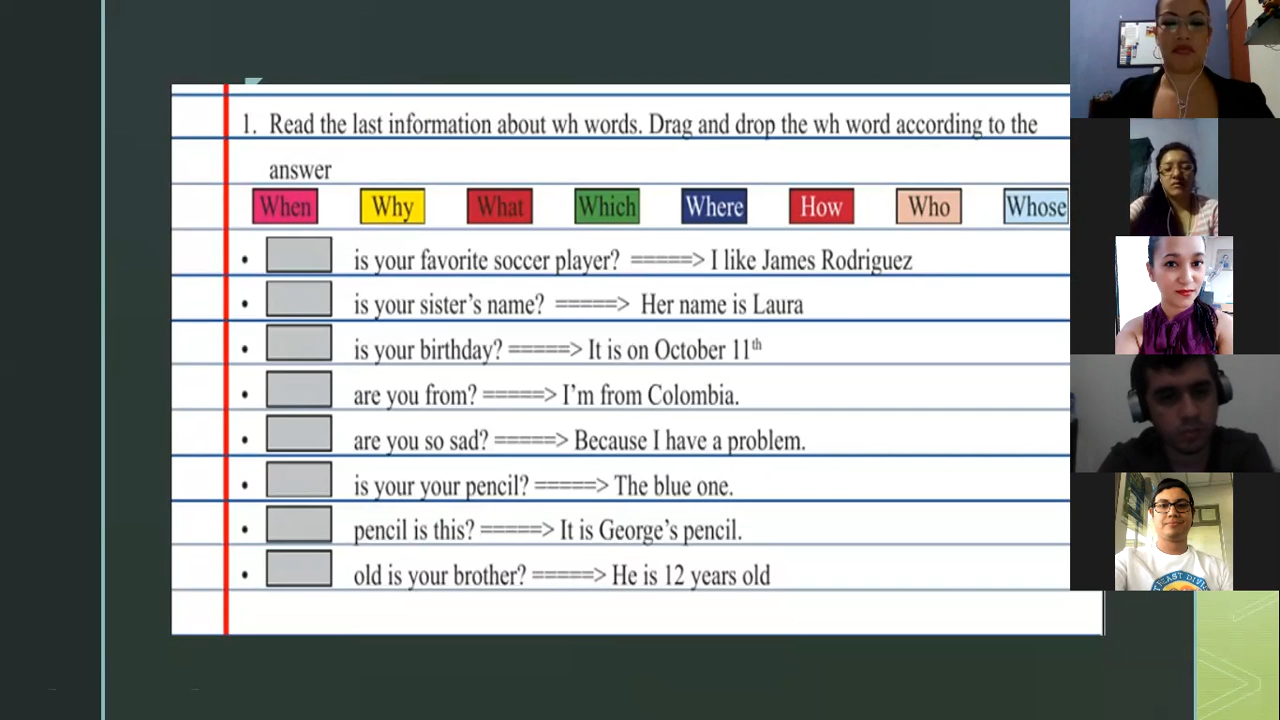 1. Read the last information about wh words. Drag and drop the wh word according to the
answer
When Why What Which Where How Who Whose
• is your favorite soccer player? =====> I like James Rodriguez
• is your sister's name? =====> Her name is Laura
• is your birthday? =====> It is on October 11th
• are you from? =====> I'm from Colombia.
• are you so sad? =====> Because I have a problem.
• is your your pencil? =====> The blue one.
• pencil is this? =====> It is George's pencil.
• old is your brother? =====> He is 12 years old